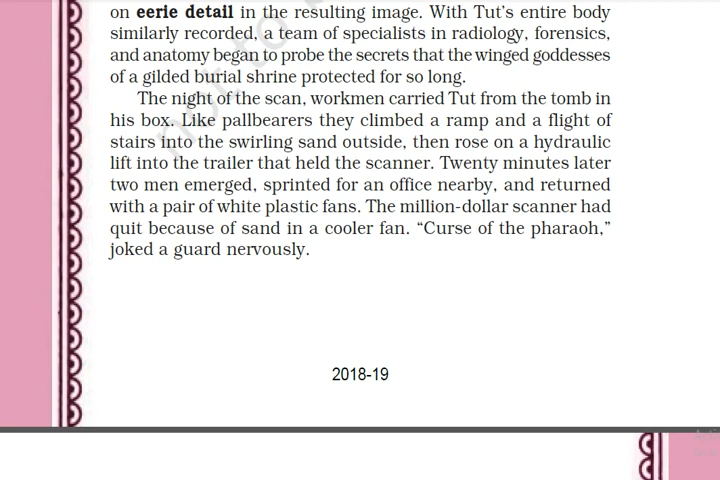 on eerie detail in the resulting image. With Tut's entire body
similarly recorded, a team of specialists in radiology, forensics,
and anatomy began to probe the secrets that the winged goddesses
of a gilded burial shrine protected for so long.
The night of the scan, workmen carried Tut from the tomb in
his box. Like pallbearers they climbed a ramp and a flight of
stairs into the swirling sand outside, then rose on a hydraulic
lift into the trailer that held the scanner. Twenty minutes later
two men emerged, sprinted for an office nearby, and returned
with a pair of white plastic fans. The million-dollar scanner had
quit because of sand in a cooler fan. “Curse of the pharaoh,”
joked a guard nervously.
2018-19